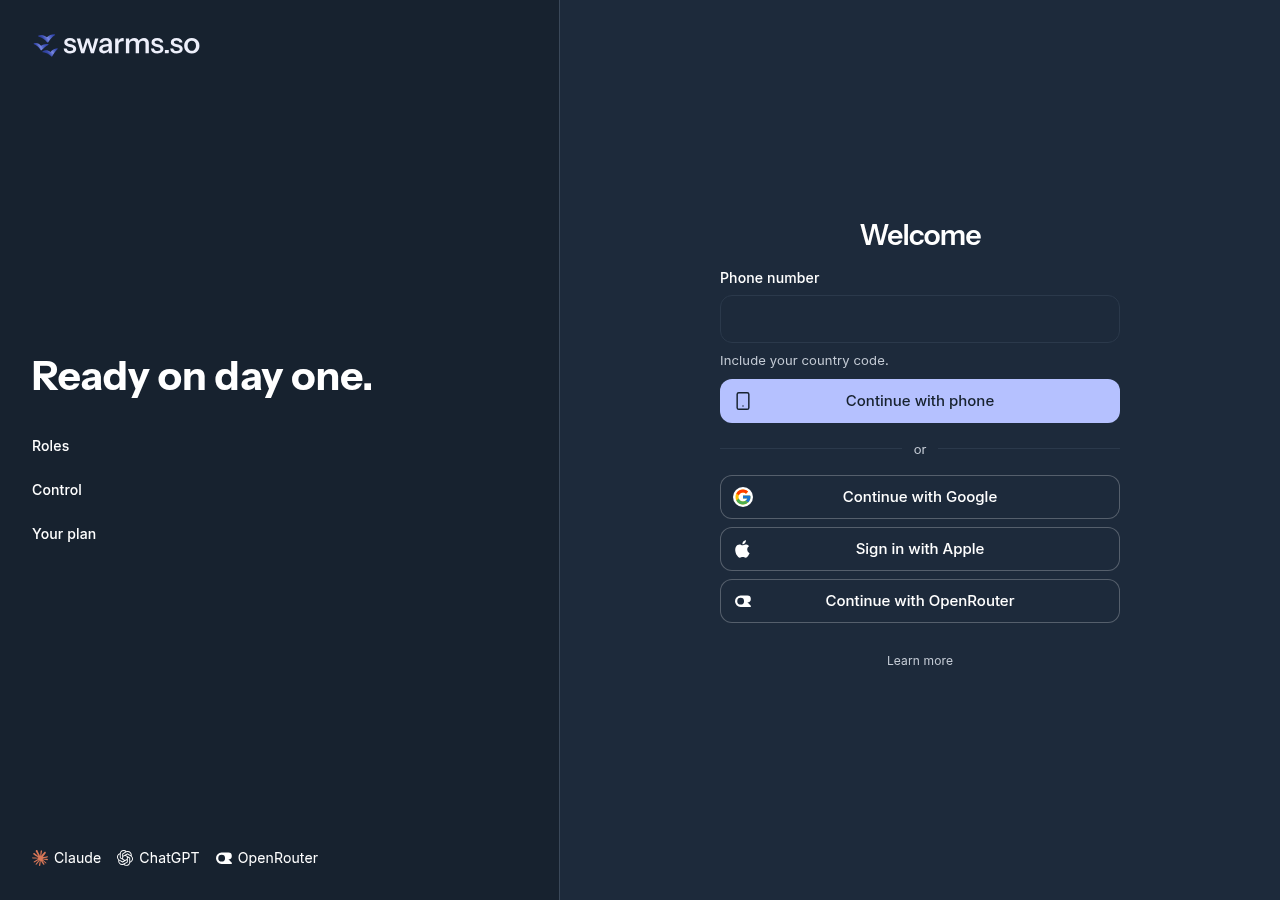 swarms.so
Ready on day one.
Roles
Control
Your plan
Claude
ChatGPT
OpenRouter
Welcome
Phone number
Include your country code.
Continue with phone
or
Continue with Google
Sign in with Apple
Continue with OpenRouter
Learn more